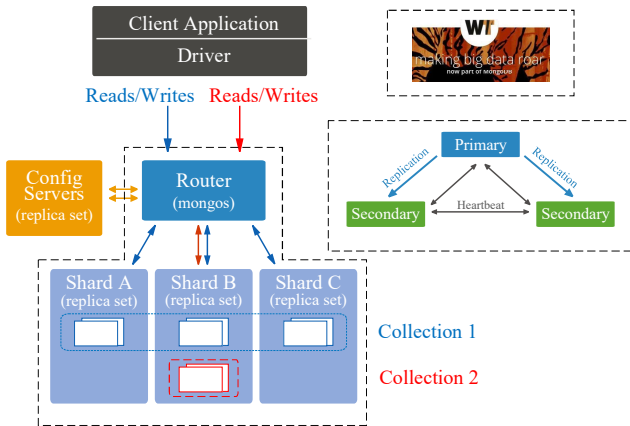 Client Application
Driver
Reads/Writes
Reads/Writes
Config
Servers
(replica set)
Router
(mongos)
Shard A
(replica set)
Shard B
(replica set)
Shard C
(replica set)
Collection 1
Collection 2
WT
making big data roar
now part of MongoDB
Primary
Replication
Replication
Secondary
Heartbeat
Secondary